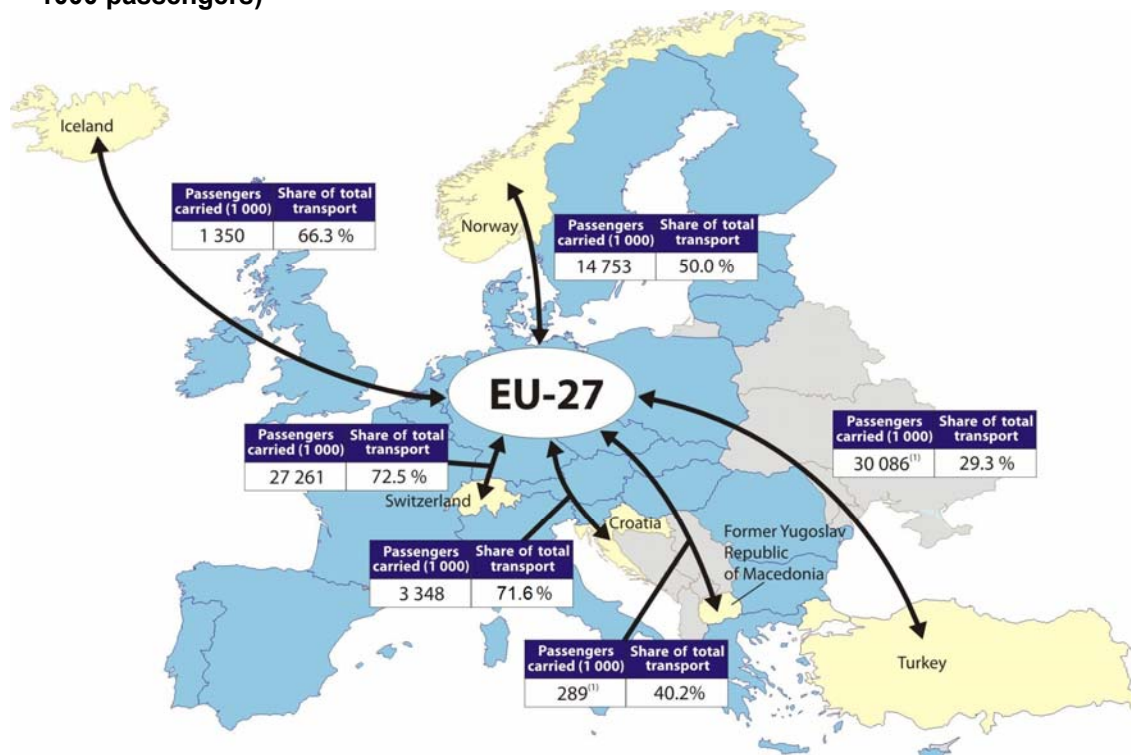 1000 passengers)
Iceland
Passengers carried (1 000) Share of total transport
1 350 66.3 %
Norway
Passengers carried (1 000) Share of total transport
14 753 50.0 %
EU-27
Passengers carried (1 000) Share of total transport
30 086(1) 29.3 %
Passengers carried (1 000) Share of total transport
27 261 72.5 %
Switzerland
Croatia
Former Yugoslav
Republic
of Macedonia
Passengers carried (1 000) Share of total transport
3 348 71.6 %
Passengers carried (1 000) Share of total transport
289(1) 40.2%
Turkey